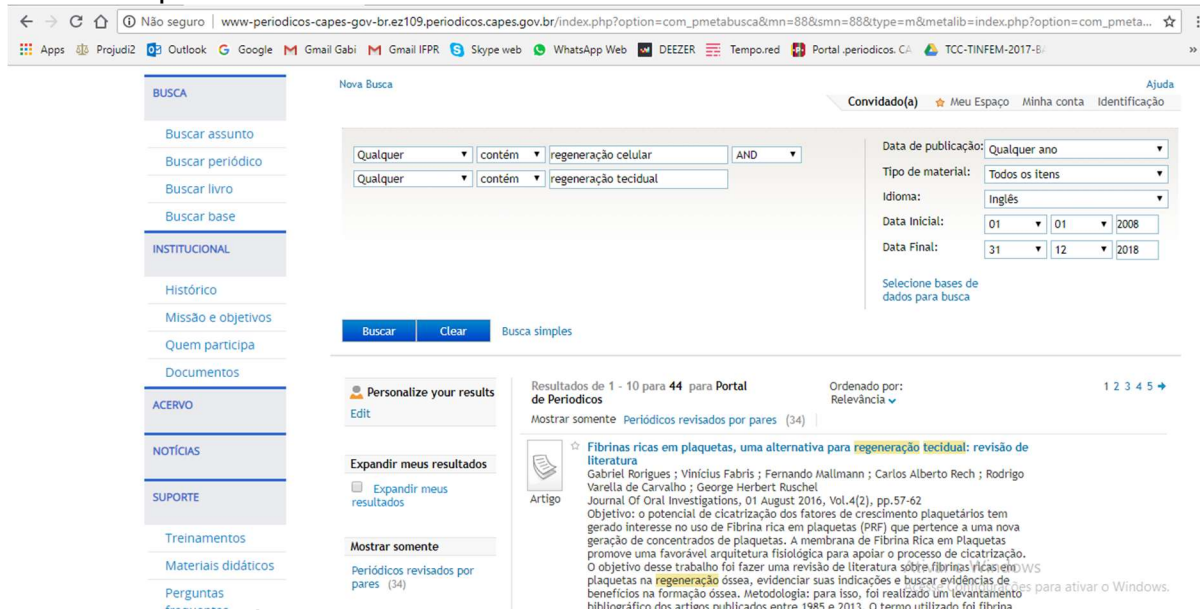 Não seguro | www-periodicos-capes-gov-br.ez109.periodicos.capes.gov.br/index.php?option=com_pmetabusca&mn=88&smn=88&type=m&metalib=index.php?option=com_pmeta...
Apps Projudi2 Outlook Google Gmail Gabi Gmail IFPR Skype web WhatsApp Web DEEZER Tempo.red Portal .periodicos. CA TCC-TINFEM-2017-B
»
BUSCA
Buscar assunto
Buscar periódico
Buscar livro
Buscar base
INSTITUCIONAL
Histórico
Missão e objetivos
Quem participa
Documentos
ACERVO
NOTÍCIAS
SUPORTE
Treinamentos
Materiais didáticos
Perguntas
Nova Busca
Ajuda
Convidado(a) Meu Espaço Minha conta Identificação
Qualquer contém regeneração celular AND
Qualquer contém regeneração tecidual
Data de publicação: Qualquer ano
Tipo de material: Todos os itens
Idioma: Inglês
Data Inicial: 01 01 2008
Data Final: 31 12 2018
Selecione bases de
dados para busca
Buscar Clear Busca simples
Personalize your results
Edit
Expandir meus resultados
Expandir meus
resultados
Mostrar somente
Periódicos revisados por
pares (34)
Resultados de 1 - 10 para 44 para Portal
de Periodicos
Ordenado por:
Relevância
1 2 3 4 5
Mostrar somente Periódicos revisados por pares (34)
Artigo
Fibrinas ricas em plaquetas, uma alternativa para regeneração tecidual: revisão de
literatura
Gabriel Rorigues ; Vinícius Fabris ; Fernando Mallmann ; Carlos Alberto Rech ; Rodrigo
Varella de Carvalho ; George Herbert Ruschel
Journal Of Oral Investigations, 01 August 2016, Vol.4(2), pp.57-62
Objetivo: o potencial de cicatrização dos fatores de crescimento plaquetários tem
gerado interesse no uso de Fibrina rica em plaquetas (PRF) que pertence a uma nova
geração de concentrados de plaquetas. A membrana de Fibrina Rica em Plaquetas
promove uma favorável arquitetura fisiológica para apoiar o processo de cicatrização.
O objetivo desse trabalho foi fazer uma revisão de literatura sobre fibrinas ricas em
plaquetas na regeneração óssea, evidenciar suas indicações e buscar evidências de
benefícios na formação óssea. Metodologia: para isso, foi realizado um levantamento
bibliográfico dos artigos publicados entre 1985 e 2013. O termo utilizado foi fibrina
Ativar o Windows
para ativar o Windows.